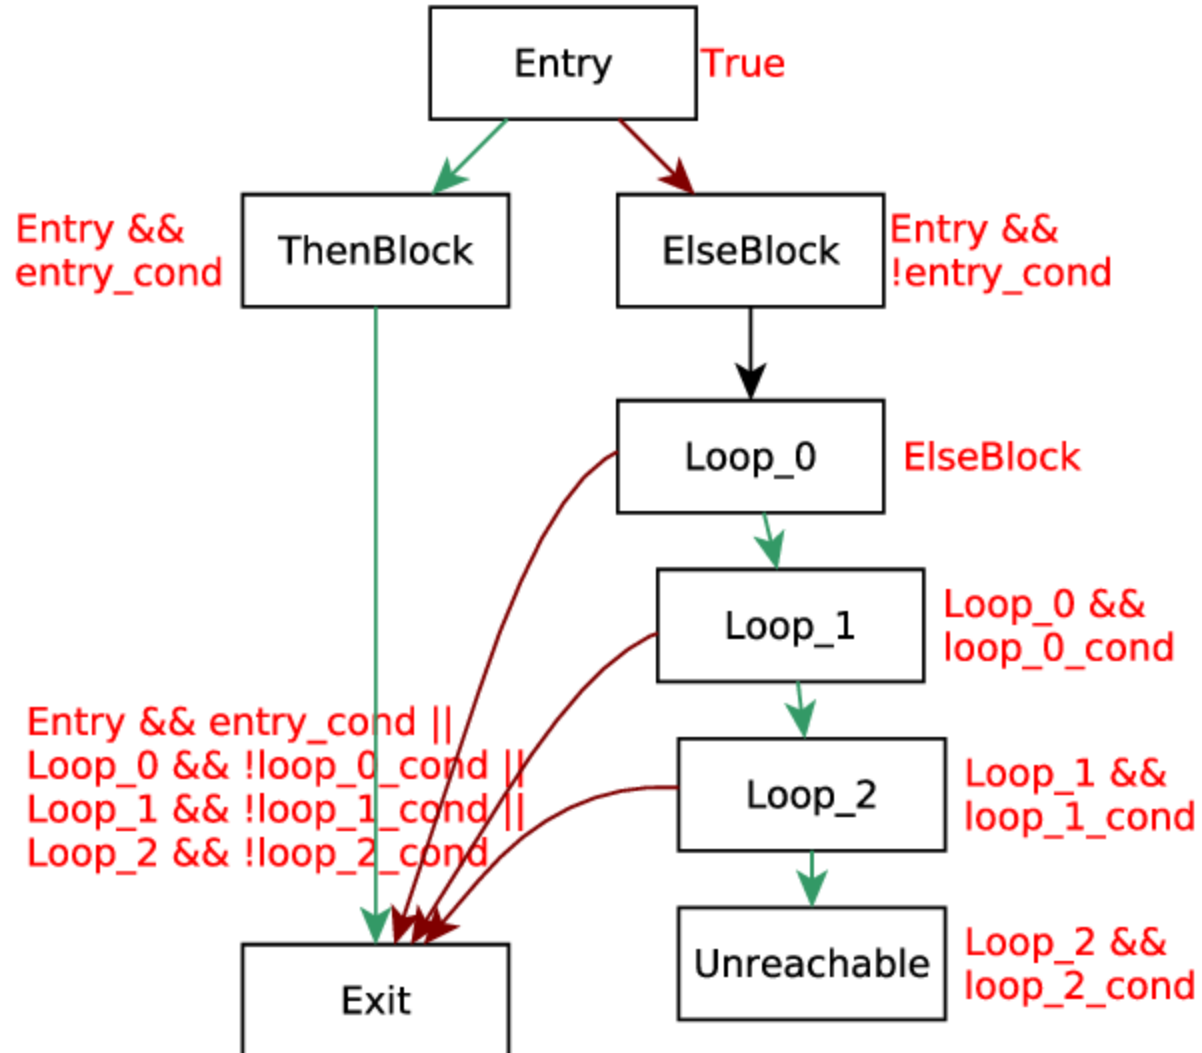 Entry
True
Entry &&
entry_cond
ThenBlock
ElseBlock
Entry &&
!entry_cond
Loop_0
ElseBlock
Loop_1
Loop_0 &&
loop_0_cond
Entry && entry_cond ||
Loop_0 && !loop_0_cond ||
Loop_1 && !loop_1_cond ||
Loop_2 && !loop_2_cond
Loop_2
Loop_1 &&
loop_1_cond
Unreachable
Loop_2 &&
loop_2_cond
Exit